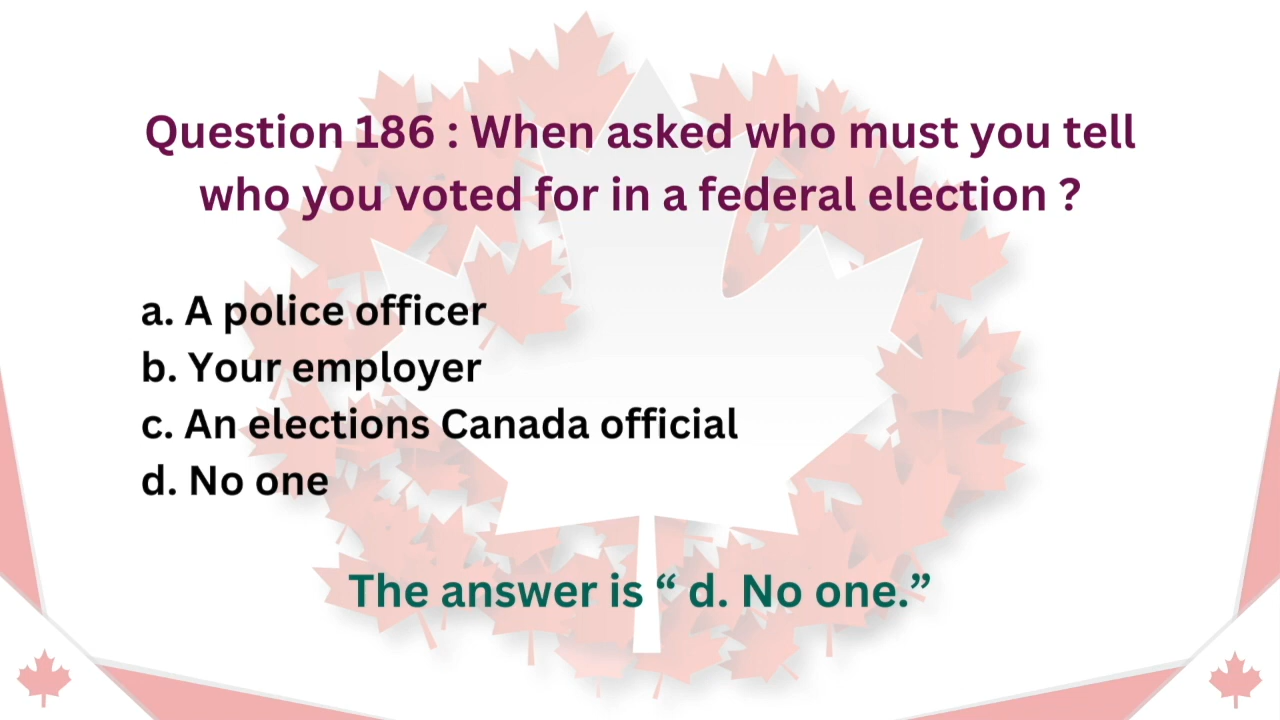 Question 186 : When asked who must you tell
who you voted for in a federal election ?
a. A police officer
b. Your employer
c. An elections Canada official
d. No one
The answer is “ d. No one.”